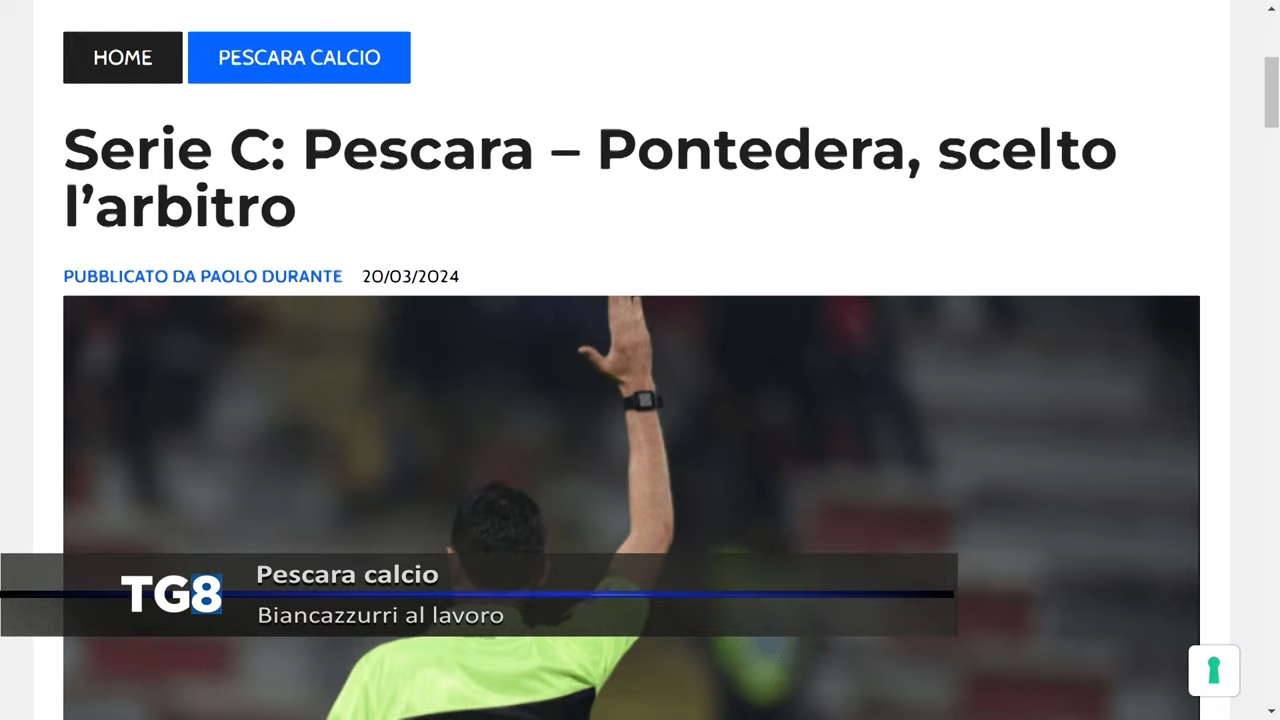 HOME PESCARA CALCIO
Serie C: Pescara – Pontedera, scelto
l’arbitro
PUBBLICATO DA PAOLO DURANTE 20/03/2024
TG8
Pescara calcio
Biancazzurri al lavoro